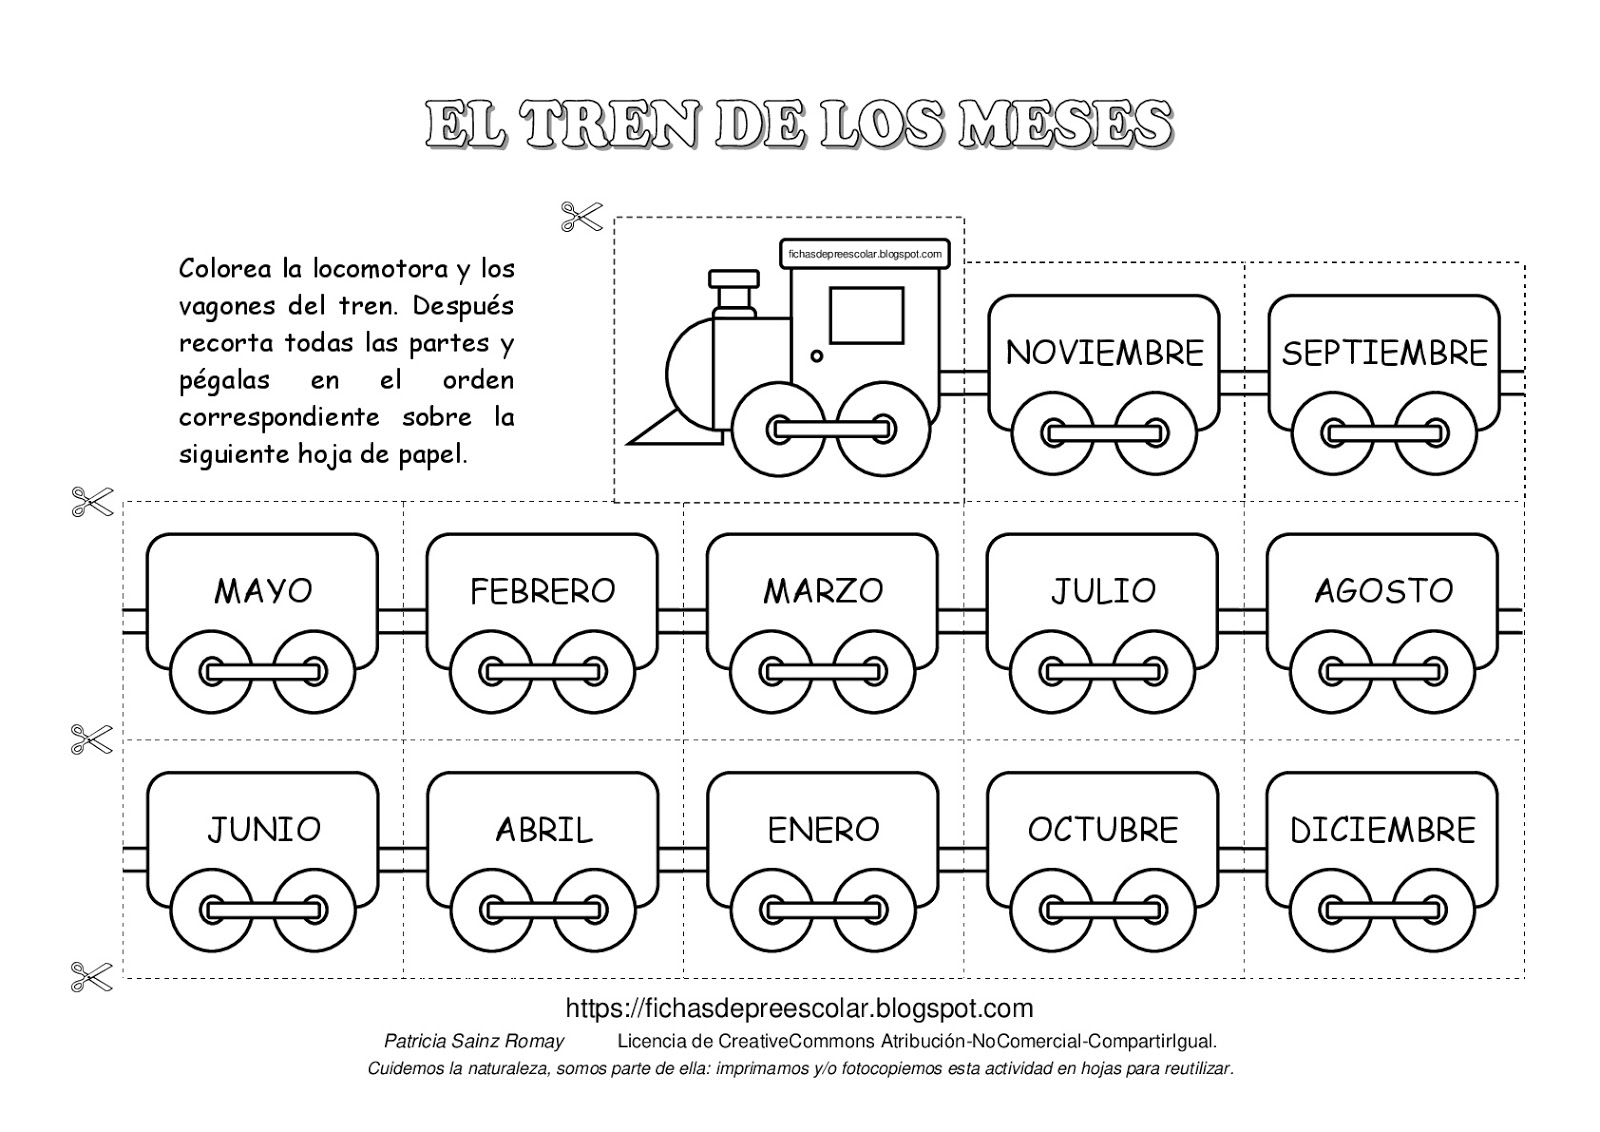 EL TREN DE LOS MESES
fichasdepreescolar.blogspot.com
Colorea la locomotora y los
vagones del tren. Después
recorta todas las partes y
pégalas en el orden
correspondiente sobre la
siguiente hoja de papel.
NOVIEMBRE SEPTIEMBRE
MAYO FEBRERO MARZO JULIO AGOSTO
JUNIO ABRIL ENERO OCTUBRE DICIEMBRE
https://fichasdepreescolar.blogspot.com
Patricia Sainz Romay Licencia de CreativeCommons Atribución-NoComercial-CompartirIgual.
Cuidemos la naturaleza, somos parte de ella: imprimamos y/o fotocopiemos esta actividad en hojas para reutilizar.